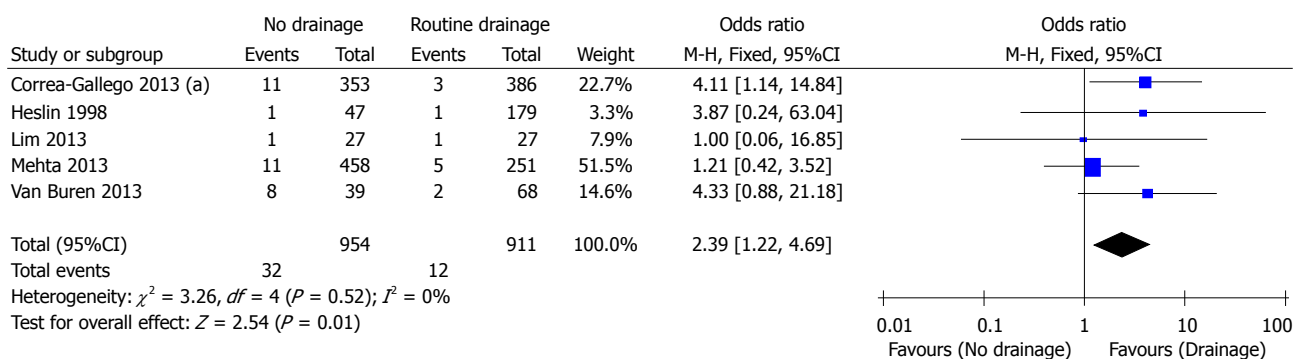 No drainage Routine drainage Odds ratio Odds ratio
Study or subgroup Events Total Events Total Weight M-H, Fixed, 95%CI M-H, Fixed, 95%CI
Correa-Gallego 2013 (a) 11 353 3 386 22.7% 4.11 [1.14, 14.84]
Heslin 1998 1 47 1 179 3.3% 3.87 [0.24, 63.04]
Lim 2013 1 27 1 27 7.9% 1.00 [0.06, 16.85]
Mehta 2013 11 458 5 251 51.5% 1.21 [0.42, 3.52]
Van Buren 2013 8 39 2 68 14.6% 4.33 [0.88, 21.18]
Total (95%CI) 954 911 100.0% 2.39 [1.22, 4.69]
Total events 32 12
Heterogeneity: χ² = 3.26, df = 4 (P = 0.52); I² = 0%
Test for overall effect: Z = 2.54 (P = 0.01)
0.01 0.1 1 10 100
Favours (No drainage) Favours (Drainage)